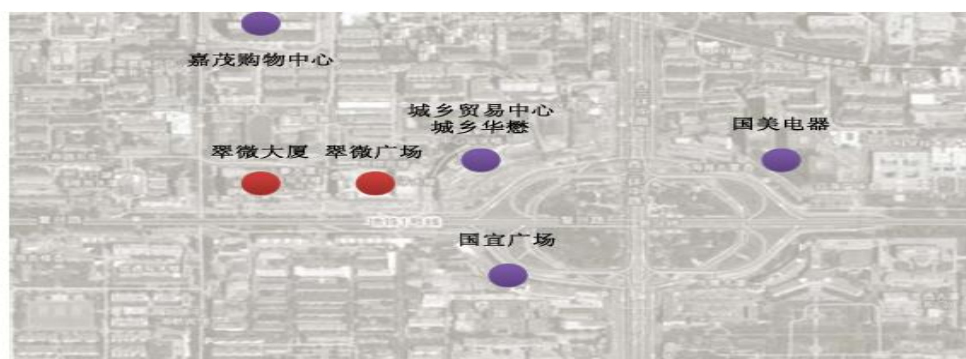 嘉茂购物中心
城乡贸易中心
城乡华懋
国美电器
翠微大厦 翠微广场
国宜广场